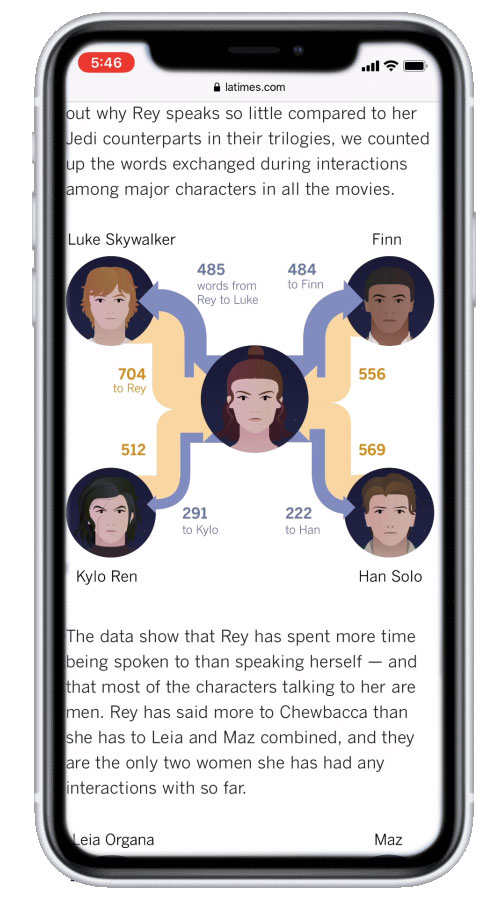 5:46
latimes.com
out why Rey speaks so little compared to her
Jedi counterparts in their trilogies, we counted
up the words exchanged during interactions
among major characters in all the movies.
Luke Skywalker
Finn
485
words from
Rey to Luke
484
to Finn
704
to Rey
556
512
569
291
to Kylo
222
to Han
Kylo Ren
Han Solo
The data show that Rey has spent more time
being spoken to than speaking herself — and
that most of the characters talking to her are
men. Rey has said more to Chewbacca than
she has to Leia and Maz combined, and they
are the only two women she has had any
interactions with so far.
Leia Organa
Maz